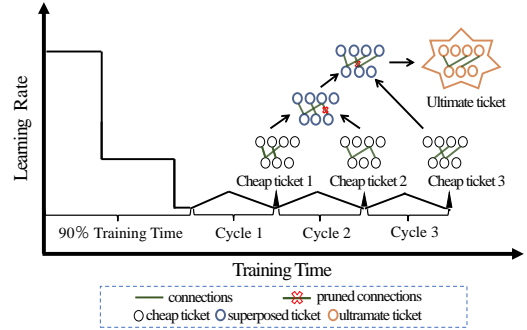 Learning Rate
Ultimate ticket
Cheap ticket 1
Cheap ticket 2
Cheap ticket 3
90% Training Time
Cycle 1
Cycle 2
Cycle 3
Training Time
connections
pruned connections
cheap ticket
superposed ticket
ultramate ticket